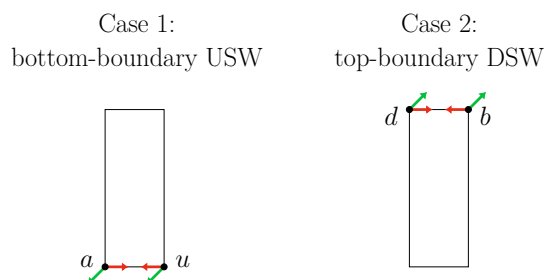 Case 1:
bottom-boundary USW
Case 2:
top-boundary DSW
a
u
d
b